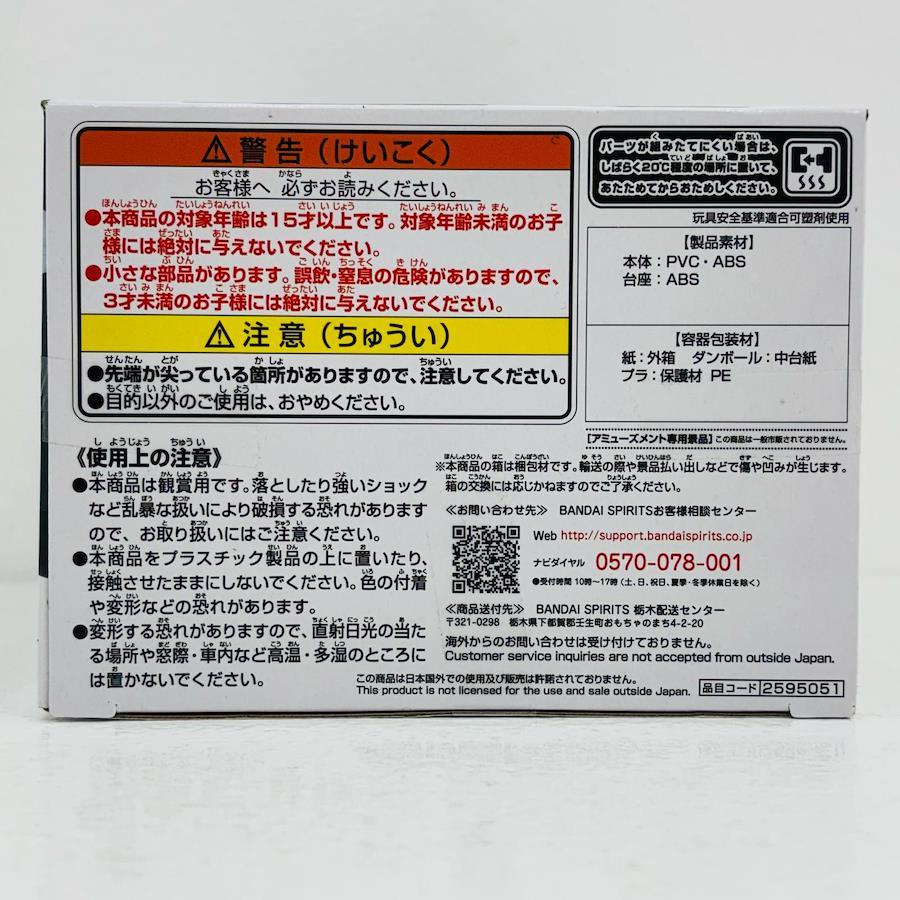 ⚠警告(けいこく)
お客様へ 必ずお読みください。
●本商品の対象年齢は15才以上です。対象年齢未満のお子
様には絶対に与えないでください。
●小さな部品があります。誤飲・窒息の危険がありますので、
3才未満のお子様には絶対に与えないでください。
⚠注意(ちゅうい)
●先端が尖っている箇所がありますので、注意してください。
●目的以外のご使用は、おやめください。
《使用上の注意》
●本商品は観賞用です。落としたり強いショック
など乱暴な扱いにより破損する恐れがあります
ので、お取り扱いにはご注意ください。
●本商品をプラスチック製品の上に置いたり、
接触させたままにしないでください。色の付着
や変形などの恐れがあります。
●変形する恐れがありますので、直射日光の当た
る場所や窓際・車内など高温・多湿のところに
は置かないでください。
パーツが組みたてにくい場合は、
しばらく20℃程度の場所に置いて、
あたためてからおためしください。
玩具安全基準適合可塑剤使用
【製品素材】
本体:PVC・ABS
台座:ABS
【容器包装材】
紙:外箱 ダンボール:中台紙
プラ:保護材 PE
【アミューズメント専用景品】この商品は一般市販されておりません。
※本商品の箱は梱包材です。輸送の際や景品払い出しなどで傷や凹みが生じます。
箱の交換には応じかねますのでご了承ください。
≪お問い合わせ先≫ BANDAI SPIRITSお客様相談センター
Web http://support.bandaispirits.co.jp
ナビダイヤル 0570-078-001
●受付時間 10時〜17時(土、日、祝日、夏季・冬季休業日を除く)
≪商品送付先≫ BANDAI SPIRITS 栃木配送センター
〒321-0298 栃木県下都賀郡壬生町おもちゃのまち4-2-20
海外からのお問い合わせは受け付けておりません。
Customer service inquiries are not accepted from outside Japan.
この商品は日本国外での使用及び販売は許諾されておりません。
This product is not licensed for the use and sale outside Japan.
品目コード 2595051